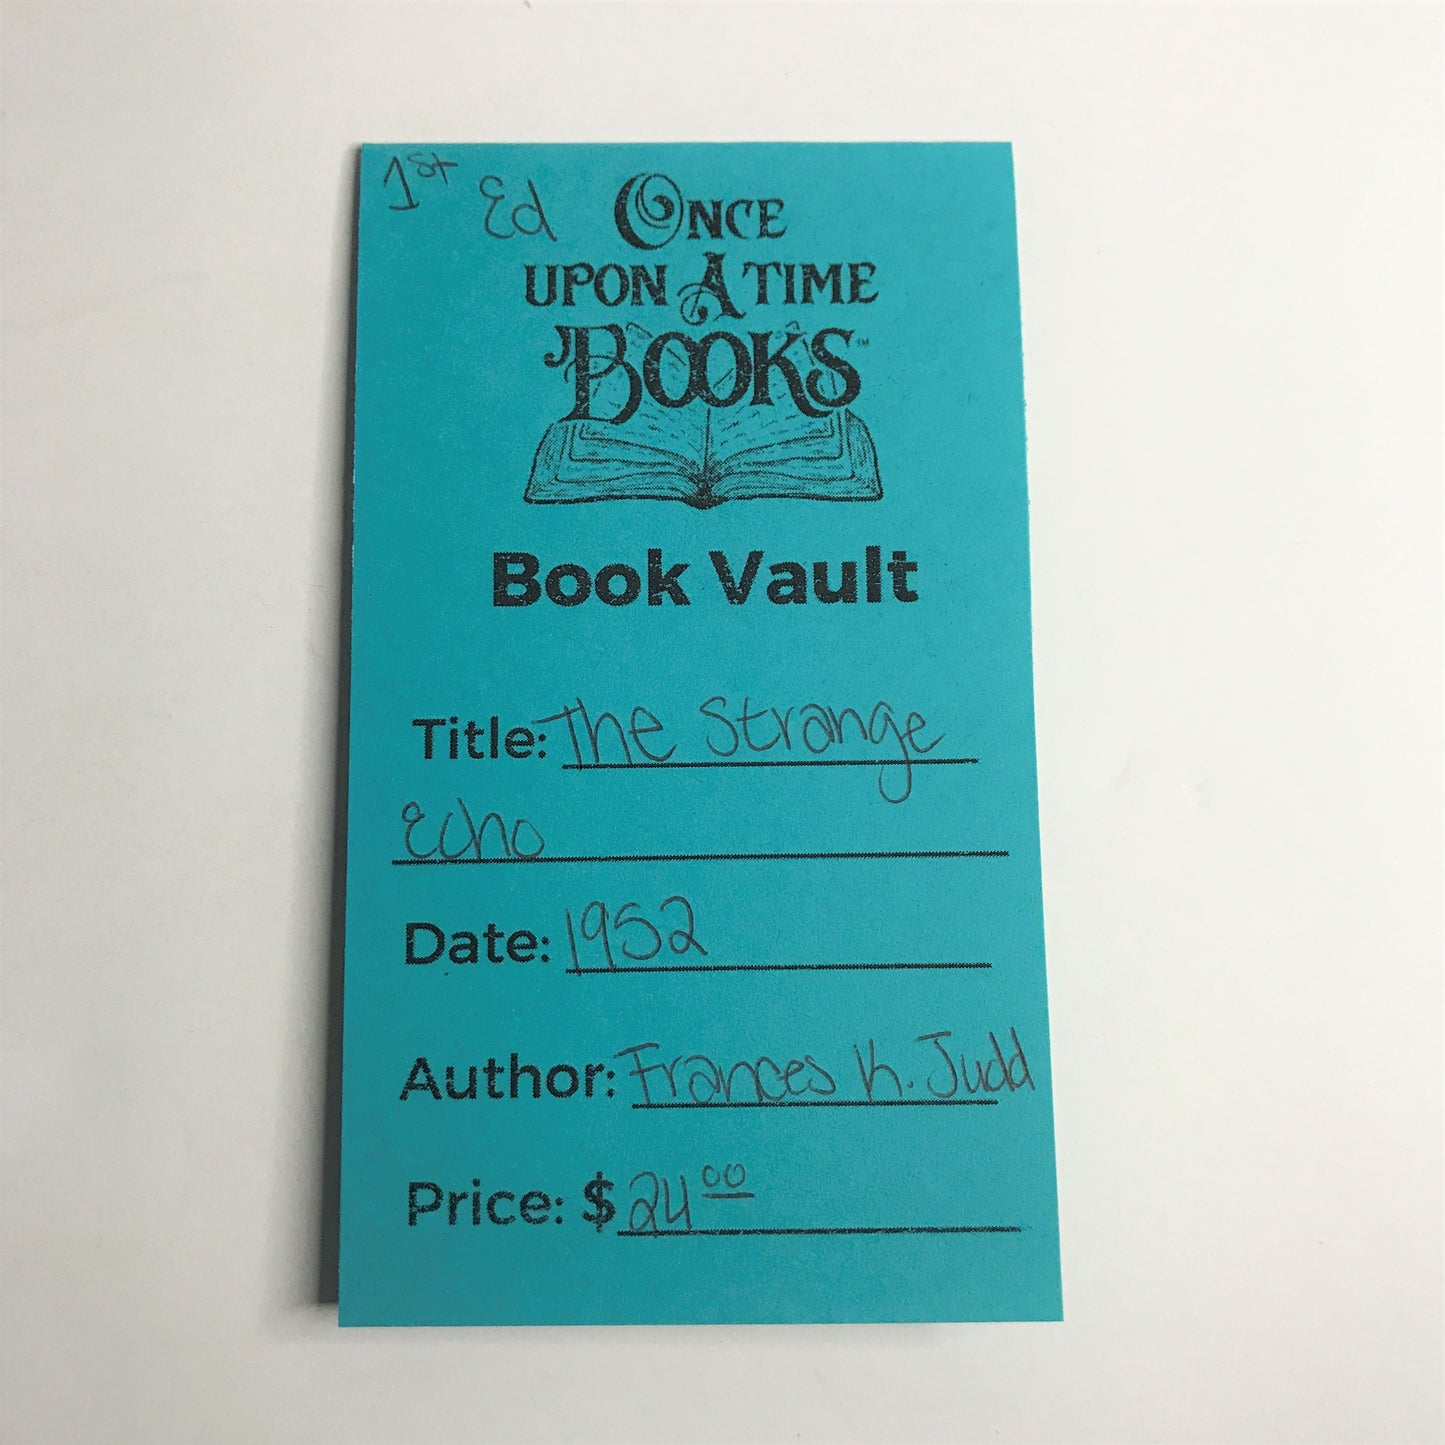 1st Ed
ONCE
UPON A TIME
BOOKS™
Book Vault
Title: The Strange
Echo
Date: 1952
Author: Frances K. Judd
Price: $24 00